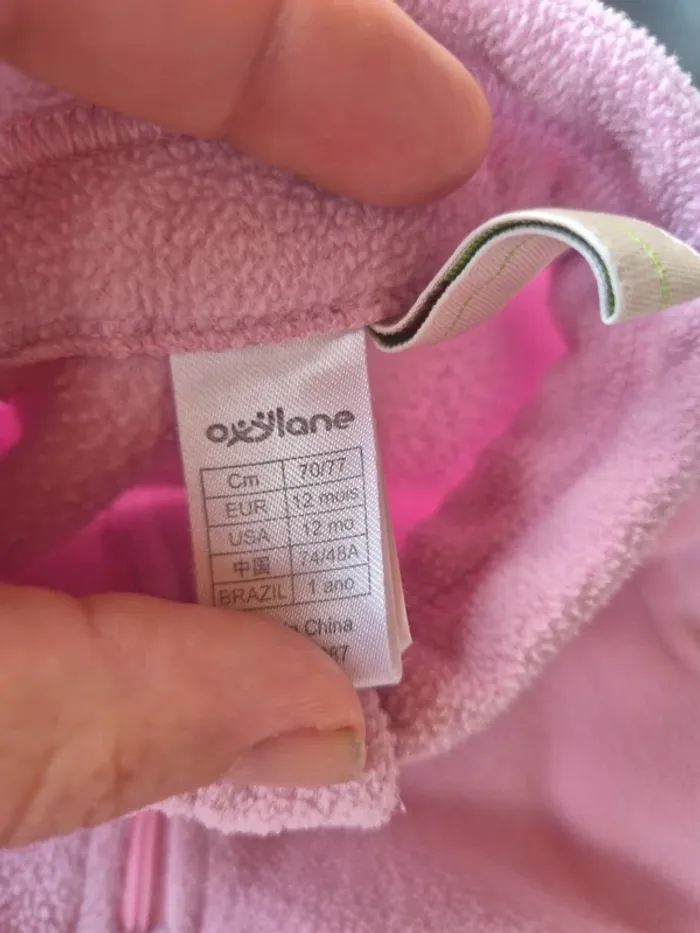 oxylane
Cm 70/77
EUR 12 mois
USA 12 mo
中国 74/48A
BRAZIL 1 ano
China